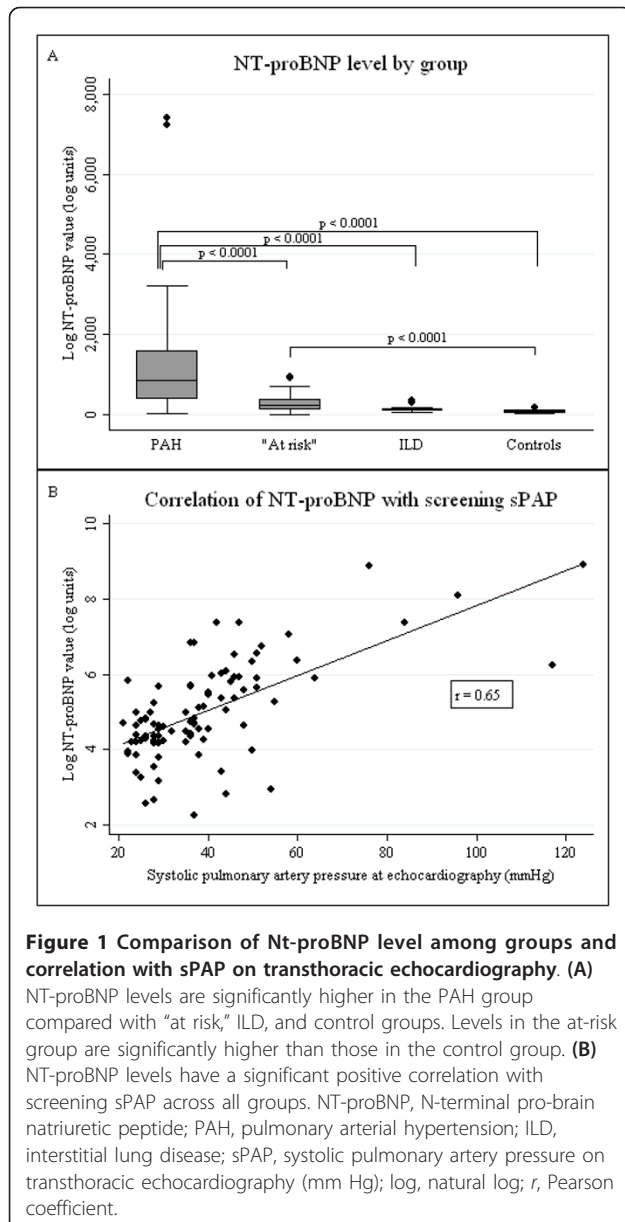 A
NT-proBNP level by group
Log NT-proBNP value (log units)
8,000
6,000
4,000
2,000
0
p < 0.0001
p < 0.0001
p < 0.0001
p < 0.0001
PAH
"At risk"
ILD
Controls
B
Correlation of NT-proBNP with screening sPAP
Log NT-proBNP value (log units)
10
8
6
4
2
r = 0.65
20 40 60 80 100 120
Systolic pulmonary artery pressure at echocardiography (mmHg)
Figure 1 Comparison of Nt-proBNP level among groups and
correlation with sPAP on transthoracic echocardiography. (A)
NT-proBNP levels are significantly higher in the PAH group
compared with “at risk,” ILD, and control groups. Levels in the at-risk
group are significantly higher than those in the control group. (B)
NT-proBNP levels have a significant positive correlation with
screening sPAP across all groups. NT-proBNP, N-terminal pro-brain
natriuretic peptide; PAH, pulmonary arterial hypertension; ILD,
interstitial lung disease; sPAP, systolic pulmonary artery pressure on
transthoracic echocardiography (mm Hg); log, natural log; r, Pearson
coefficient.